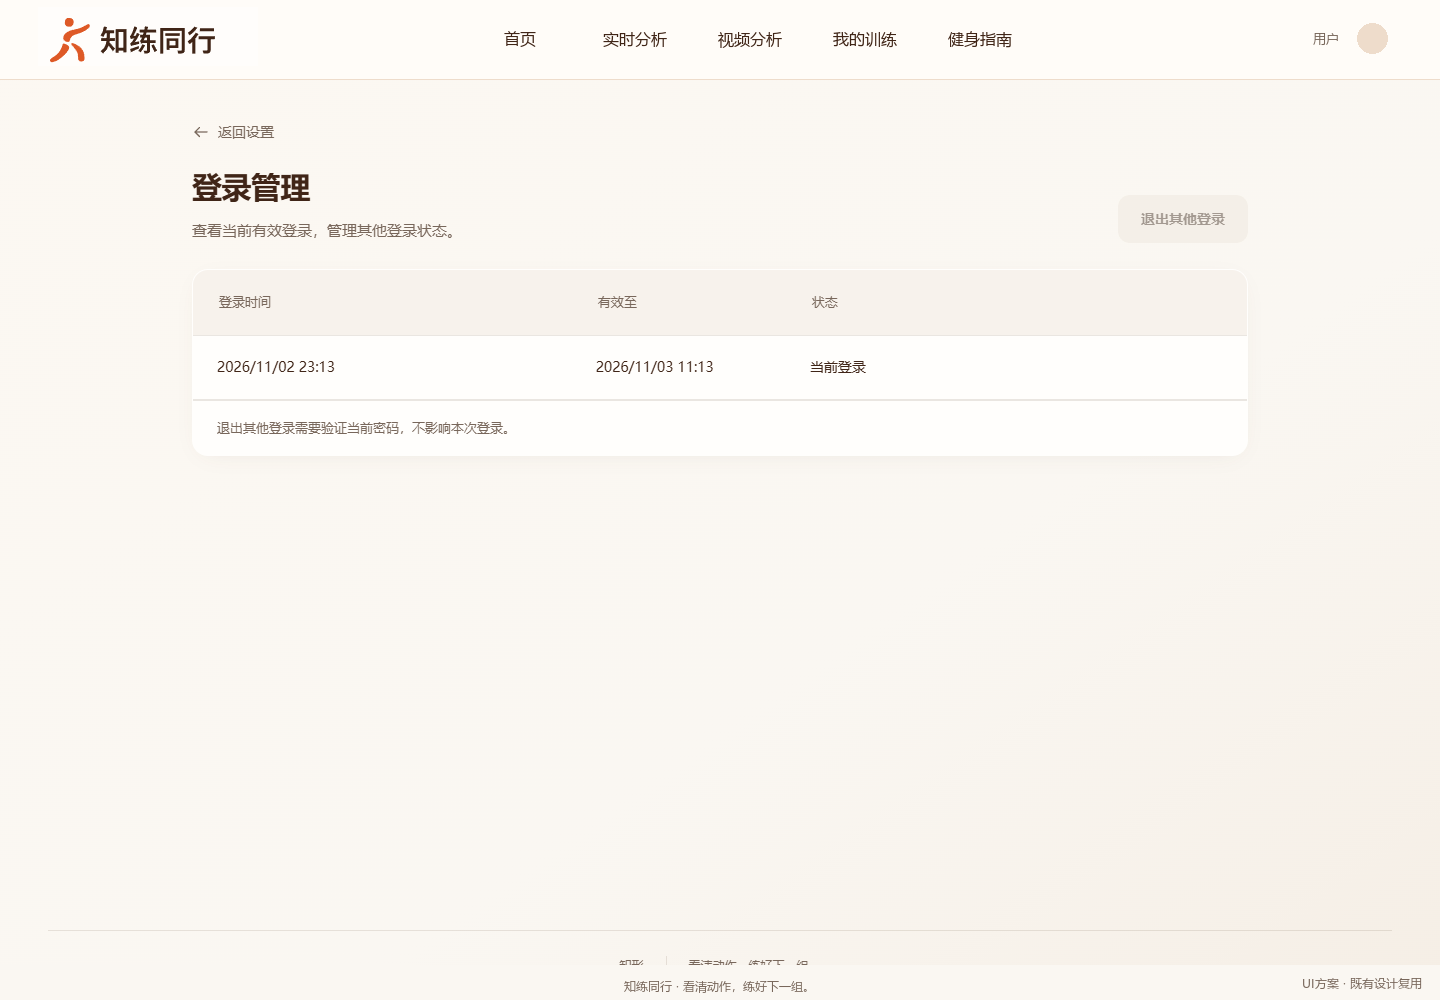 知练同行
首页 实时分析 视频分析 我的训练 健身指南 用户
← 返回设置
登录管理
查看当前有效登录，管理其他登录状态。
退出其他登录
登录时间 有效至 状态
2026/11/02 23:13 2026/11/03 11:13 当前登录
退出其他登录需要验证当前密码，不影响本次登录。
知练同行 · 看清动作，练好下一组。
UI方案 · 既有设计复用